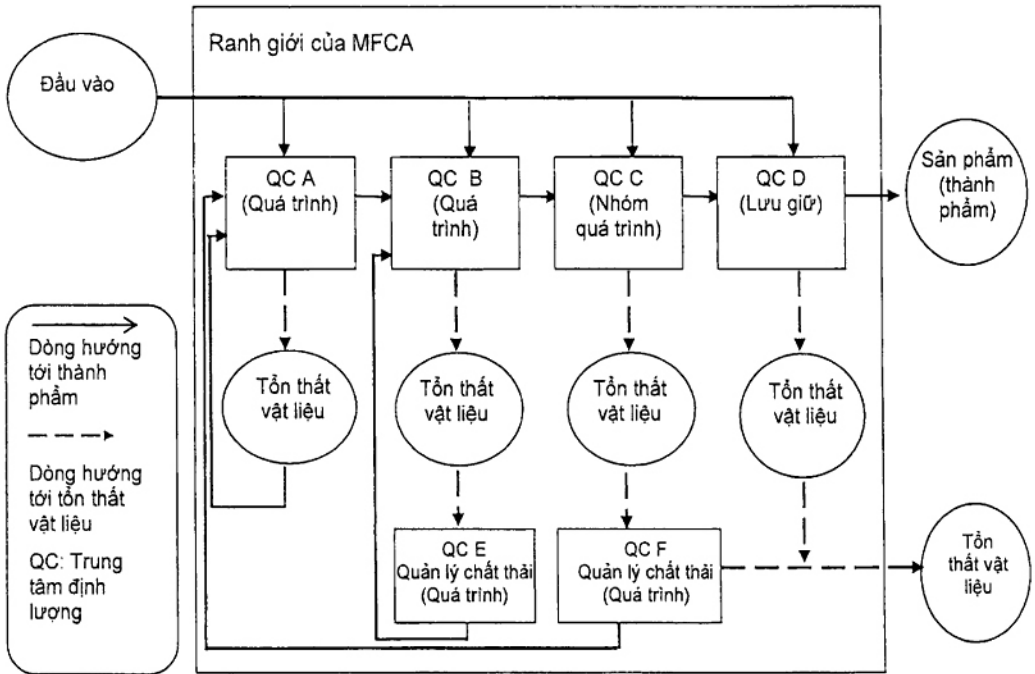 Ranh giới của MFCA
Đầu vào
QC A
(Quá trình)
QC B
(Quá
trình)
QC C
(Nhóm
quá trình)
QC D
(Lưu giữ)
Sản phẩm
(thành
phẩm)
Dòng hướng
tới thành
phẩm
Dòng hướng
tới tổn thất
vật liệu
QC: Trung
tâm định
lượng
Tổn thất
vật liệu
Tổn thất
vật liệu
Tổn thất
vật liệu
Tổn thất
vật liệu
QC E
Quản lý chất thải
(Quá trình)
QC F
Quản lý chất thải
(Quá trình)
Tổn
thất vật
liệu